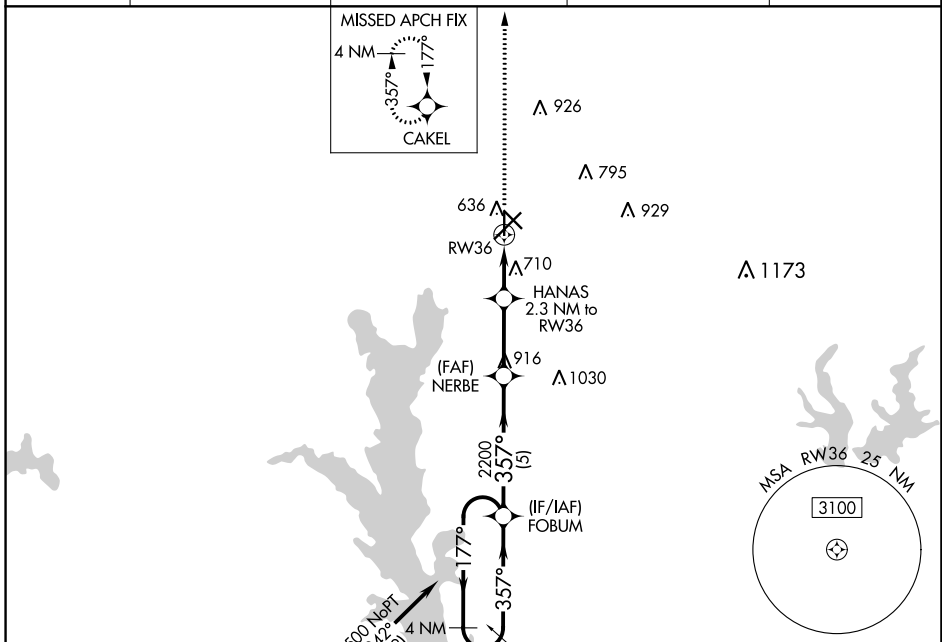 MISSED APCH FIX
4 NM
177°
357°
CAKEL
926
795
636
929
RW36
710
1173
HANAS
2.3 NM to
RW36
916
(FAF)
NERBE
1030
2200
357°
(5)
MSA RW36 25 NM
3100
(IF/IAF)
FOBUM
177°
357°
NoPT
4 NM